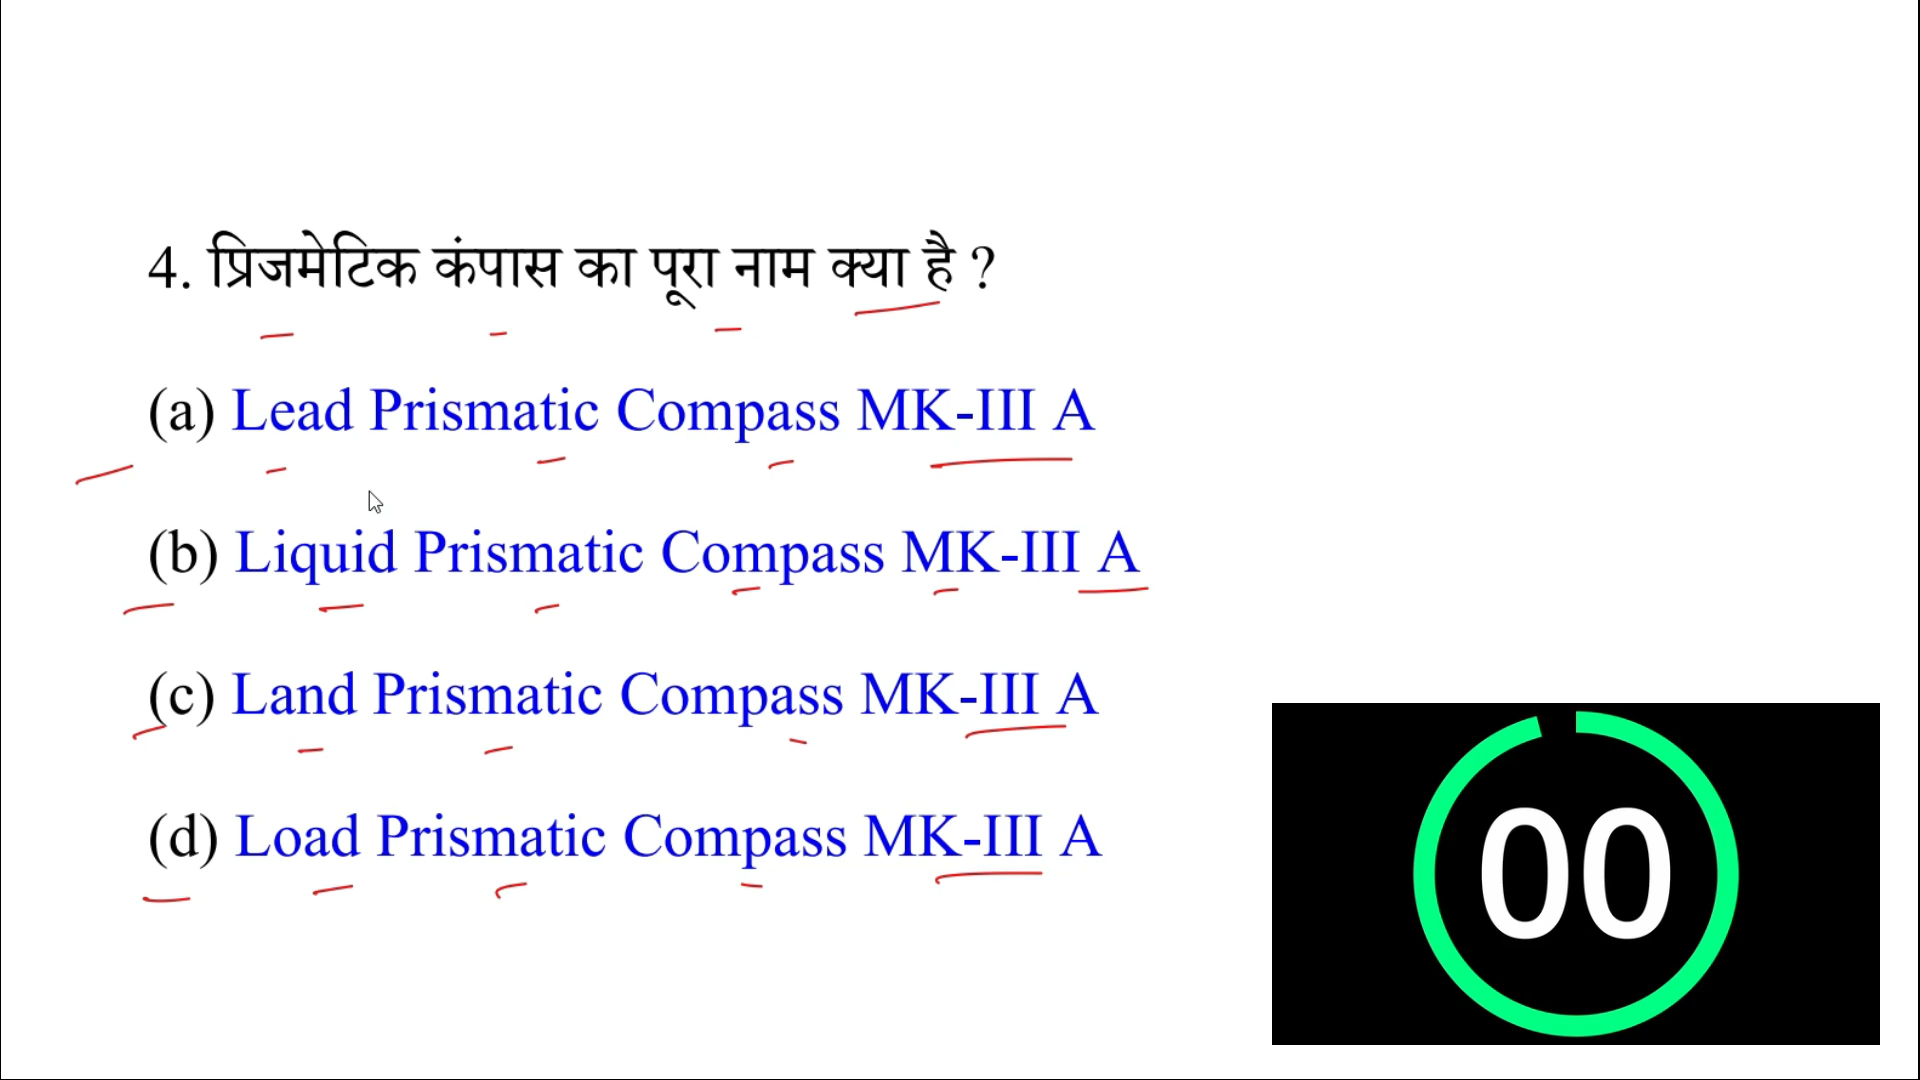 4. प्रिजमेटिक कंपास का पूरा नाम क्या है ?
(a) Lead Prismatic Compass MK-III A
(b) Liquid Prismatic Compass MK-III A
(c) Land Prismatic Compass MK-III A
(d) Load Prismatic Compass MK-III A
00